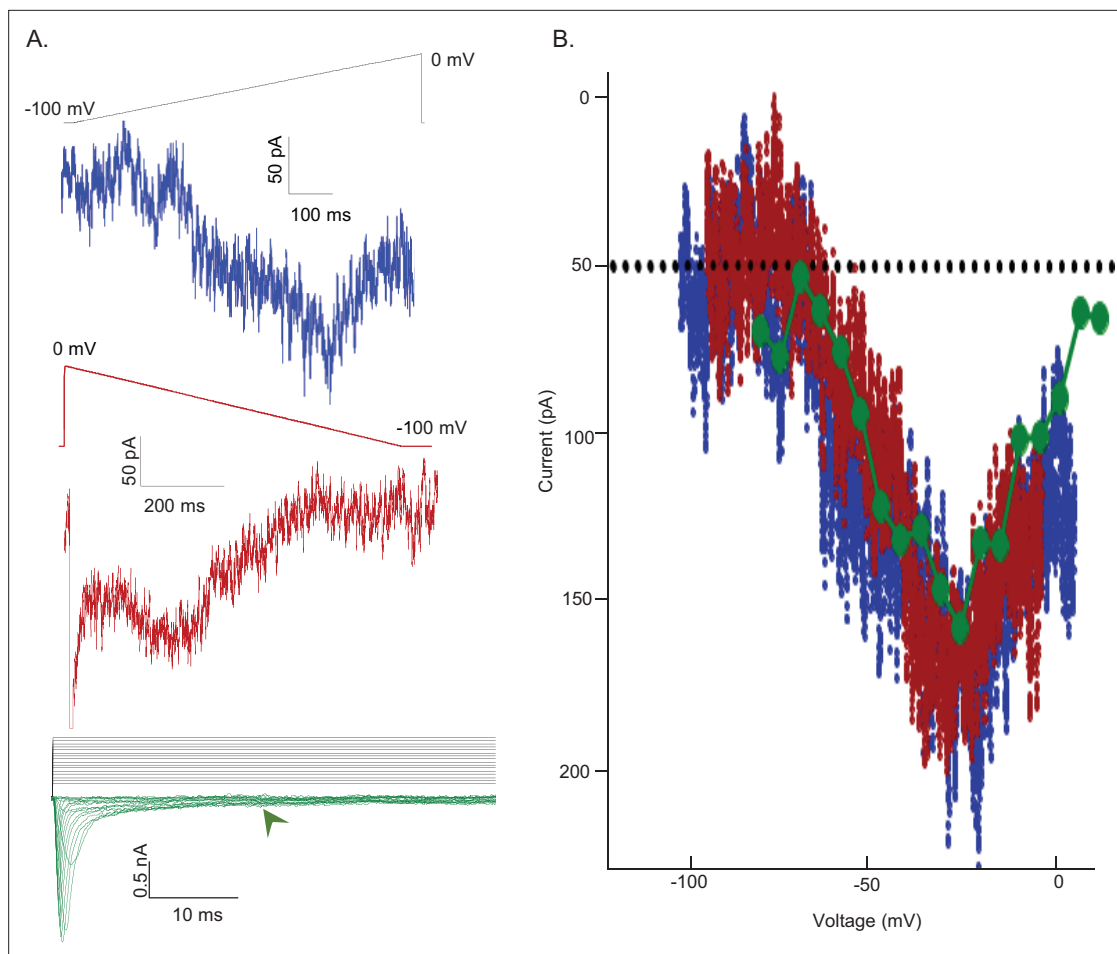 A.
-100 mV
0 mV
50 pA
100 ms
0 mV
-100 mV
50 pA
200 ms
0.5 nA
10 ms
B.
0
50
100
150
200
Current (pA)
-100
-50
0
Voltage (mV)